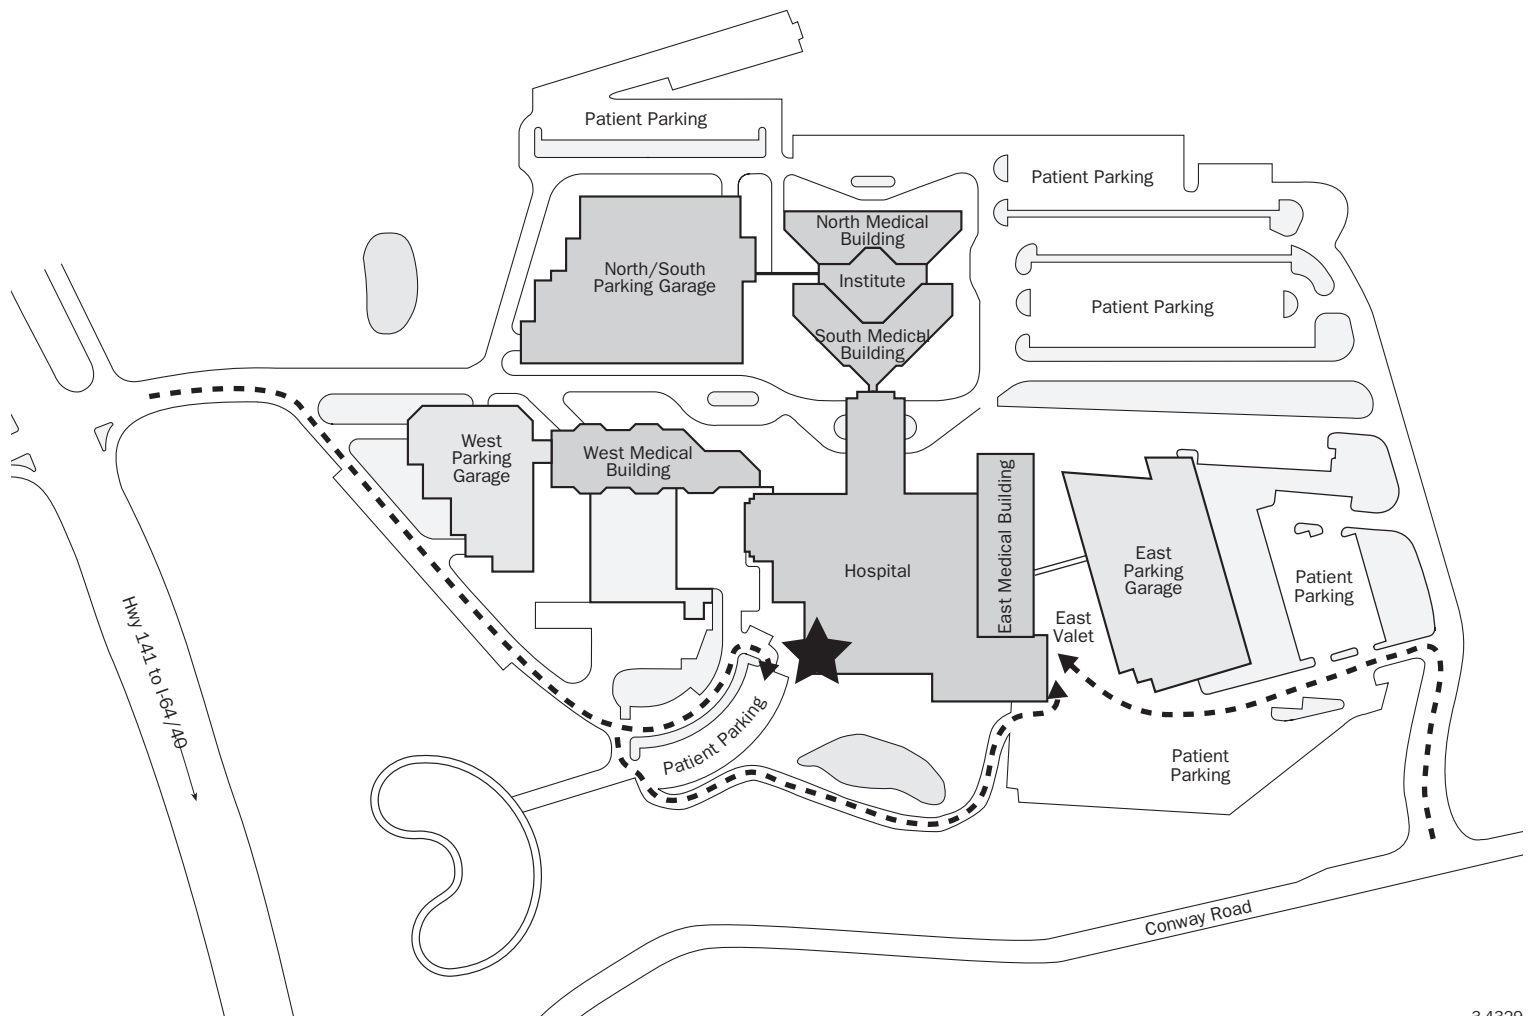 Patient Parking
Patient Parking
North Medical
Building
North/South
Parking Garage
Institute
Patient Parking
South Medical
Building
West
Parking
Garage
West Medical
Building
East Medical Building
Hospital
East
Parking
Garage
Patient
Parking
East
Valet
Hwy 141 to I-64/40
Patient Parking
Patient
Parking
Conway Road